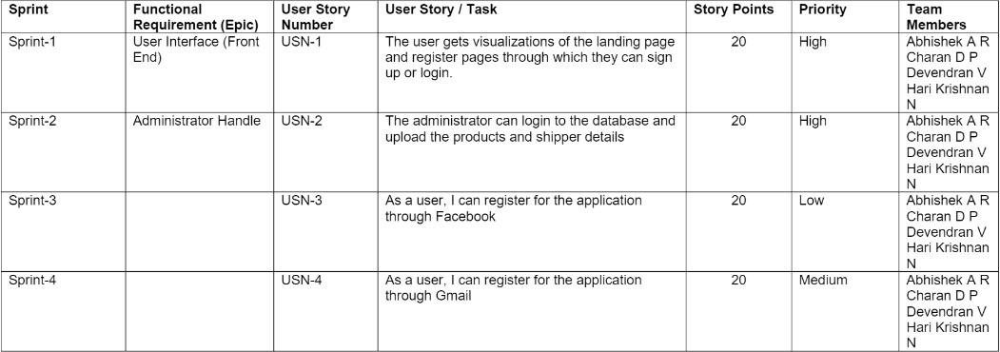 Sprint
Functional
Requirement (Epic)
User Story
Number
User Story / Task
Story Points
Priority
Team
Members
Sprint-1
User Interface (Front
End)
USN-1
The user gets visualizations of the landing page
and register pages through which they can sign
up or login.
20
High
Abhishek A R
Charan D P
Devendran V
Hari Krishnan
N
Sprint-2
Administrator Handle
USN-2
The administrator can login to the database and
upload the products and shipper details
20
High
Abhishek A R
Charan D P
Devendran V
Hari Krishnan
N
Sprint-3
USN-3
As a user, I can register for the application
through Facebook
20
Low
Abhishek A R
Charan D P
Devendran V
Hari Krishnan
N
Sprint-4
USN-4
As a user, I can register for the application
through Gmail
20
Medium
Abhishek A R
Charan D P
Devendran V
Hari Krishnan
N